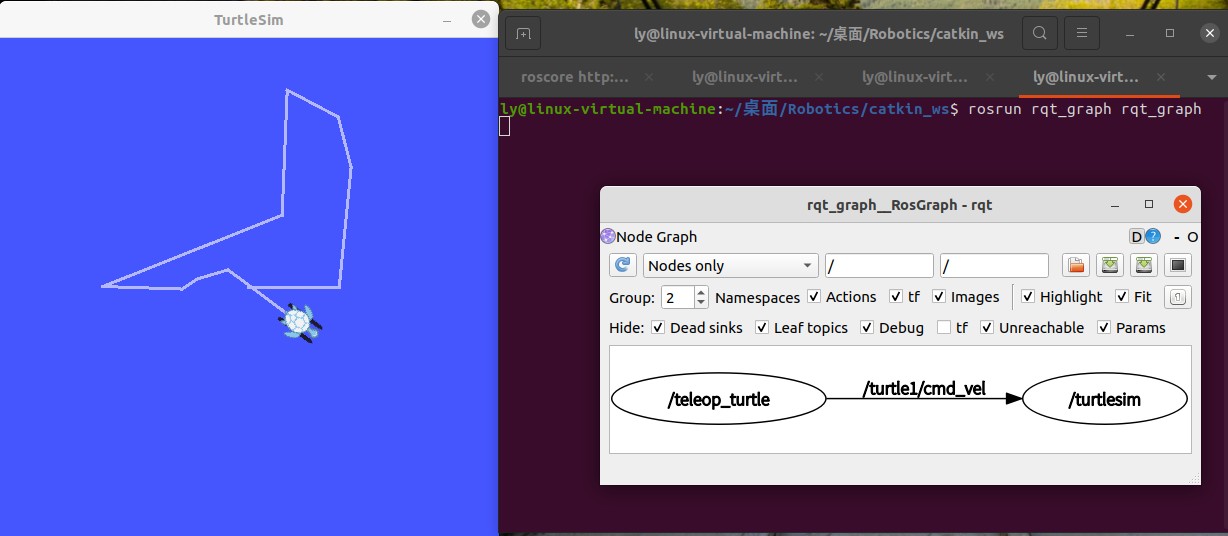 TurtleSim
ly@linux-virtual-machine: ~/桌面/Robotics/catkin_ws
roscore http:...
ly@linux-virt...
ly@linux-virt...
ly@linux-virt...
ly@linux-virtual-machine:~/桌面/Robotics/catkin_ws$ rosrun rqt_graph rqt_graph
rqt_graph__RosGraph - rqt
Node Graph
D ? - O
Nodes only / /
Group: 2 Namespaces Actions tf Images Highlight Fit
Hide: Dead sinks Leaf topics Debug tf Unreachable Params
/teleop_turtle
/turtle1/cmd_vel
/turtlesim